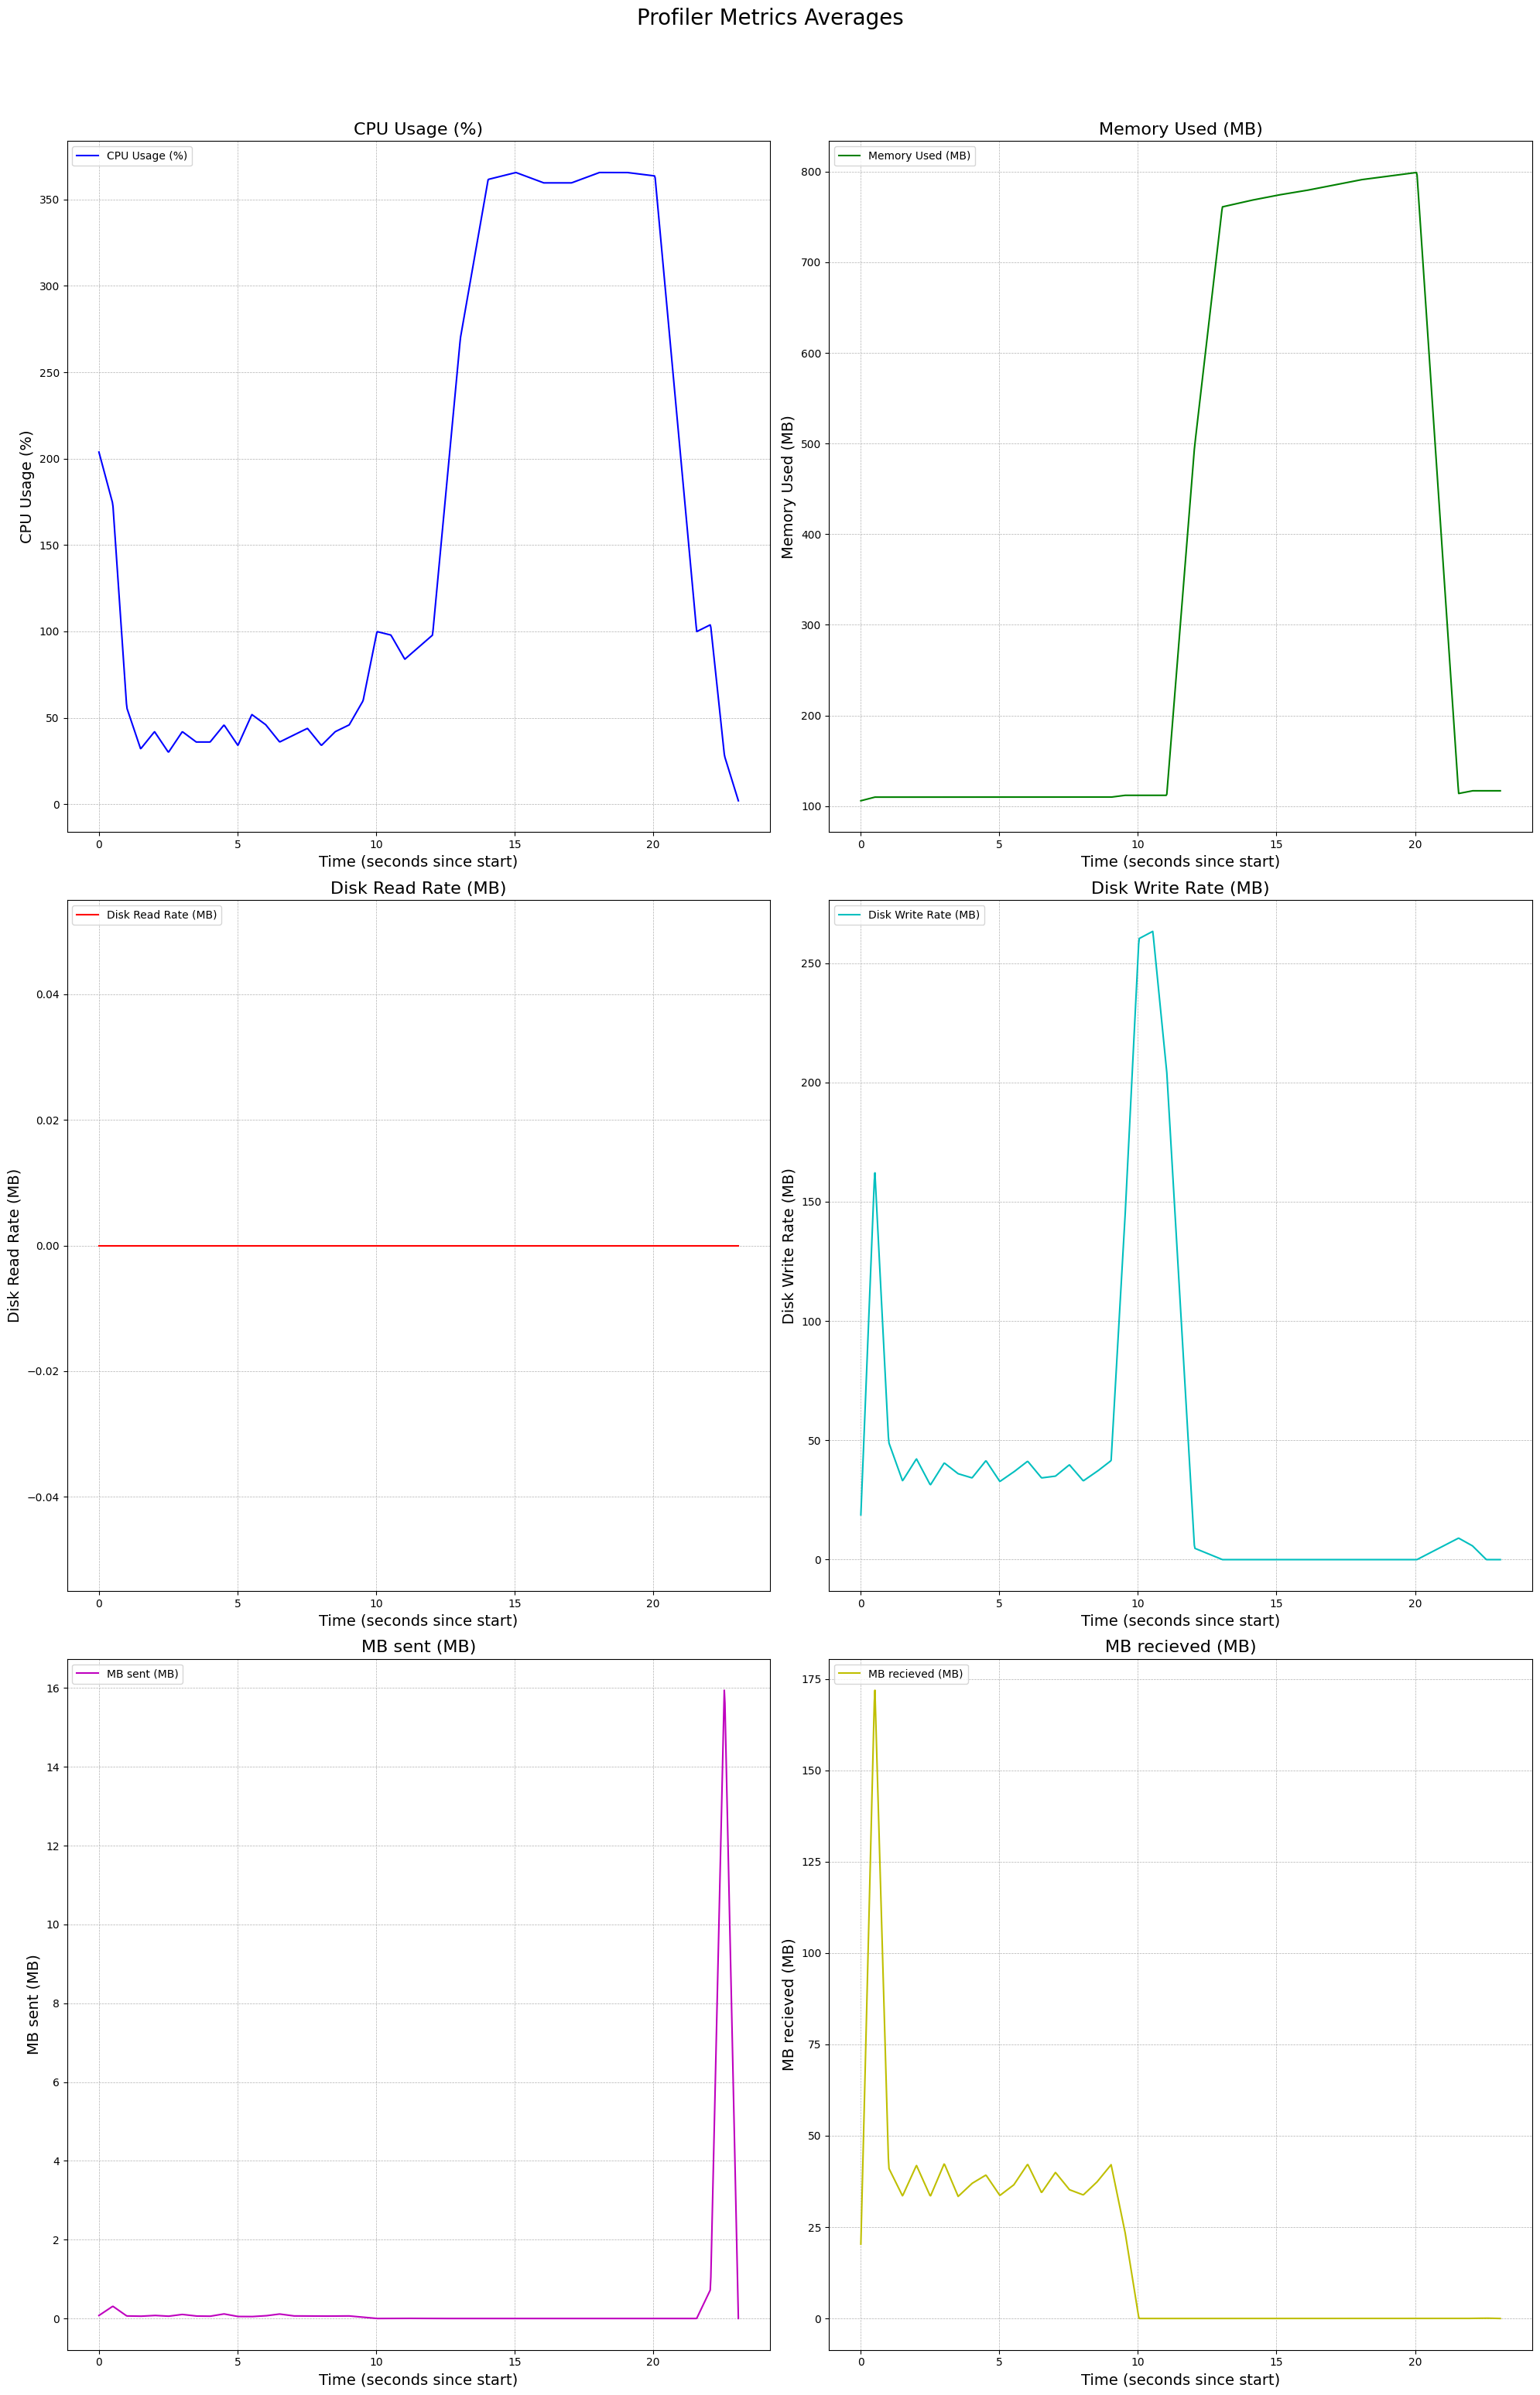 Profiler Metrics Averages
CPU Usage (%)
CPU Usage (%)
CPU Usage (%)
350
300
250
200
150
100
50
0
0 5 10 15 20
Time (seconds since start)
Memory Used (MB)
Memory Used (MB)
Memory Used (MB)
800
700
600
500
400
300
200
100
0 5 10 15 20
Time (seconds since start)
Disk Read Rate (MB)
Disk Read Rate (MB)
Disk Read Rate (MB)
0.04
0.02
0.00
−0.02
−0.04
0 5 10 15 20
Time (seconds since start)
Disk Write Rate (MB)
Disk Write Rate (MB)
Disk Write Rate (MB)
250
200
150
100
50
0
0 5 10 15 20
Time (seconds since start)
MB sent (MB)
MB sent (MB)
MB sent (MB)
16
14
12
10
8
6
4
2
0
0 5 10 15 20
Time (seconds since start)
MB recieved (MB)
MB recieved (MB)
MB recieved (MB)
175
150
125
100
75
50
25
0
0 5 10 15 20
Time (seconds since start)